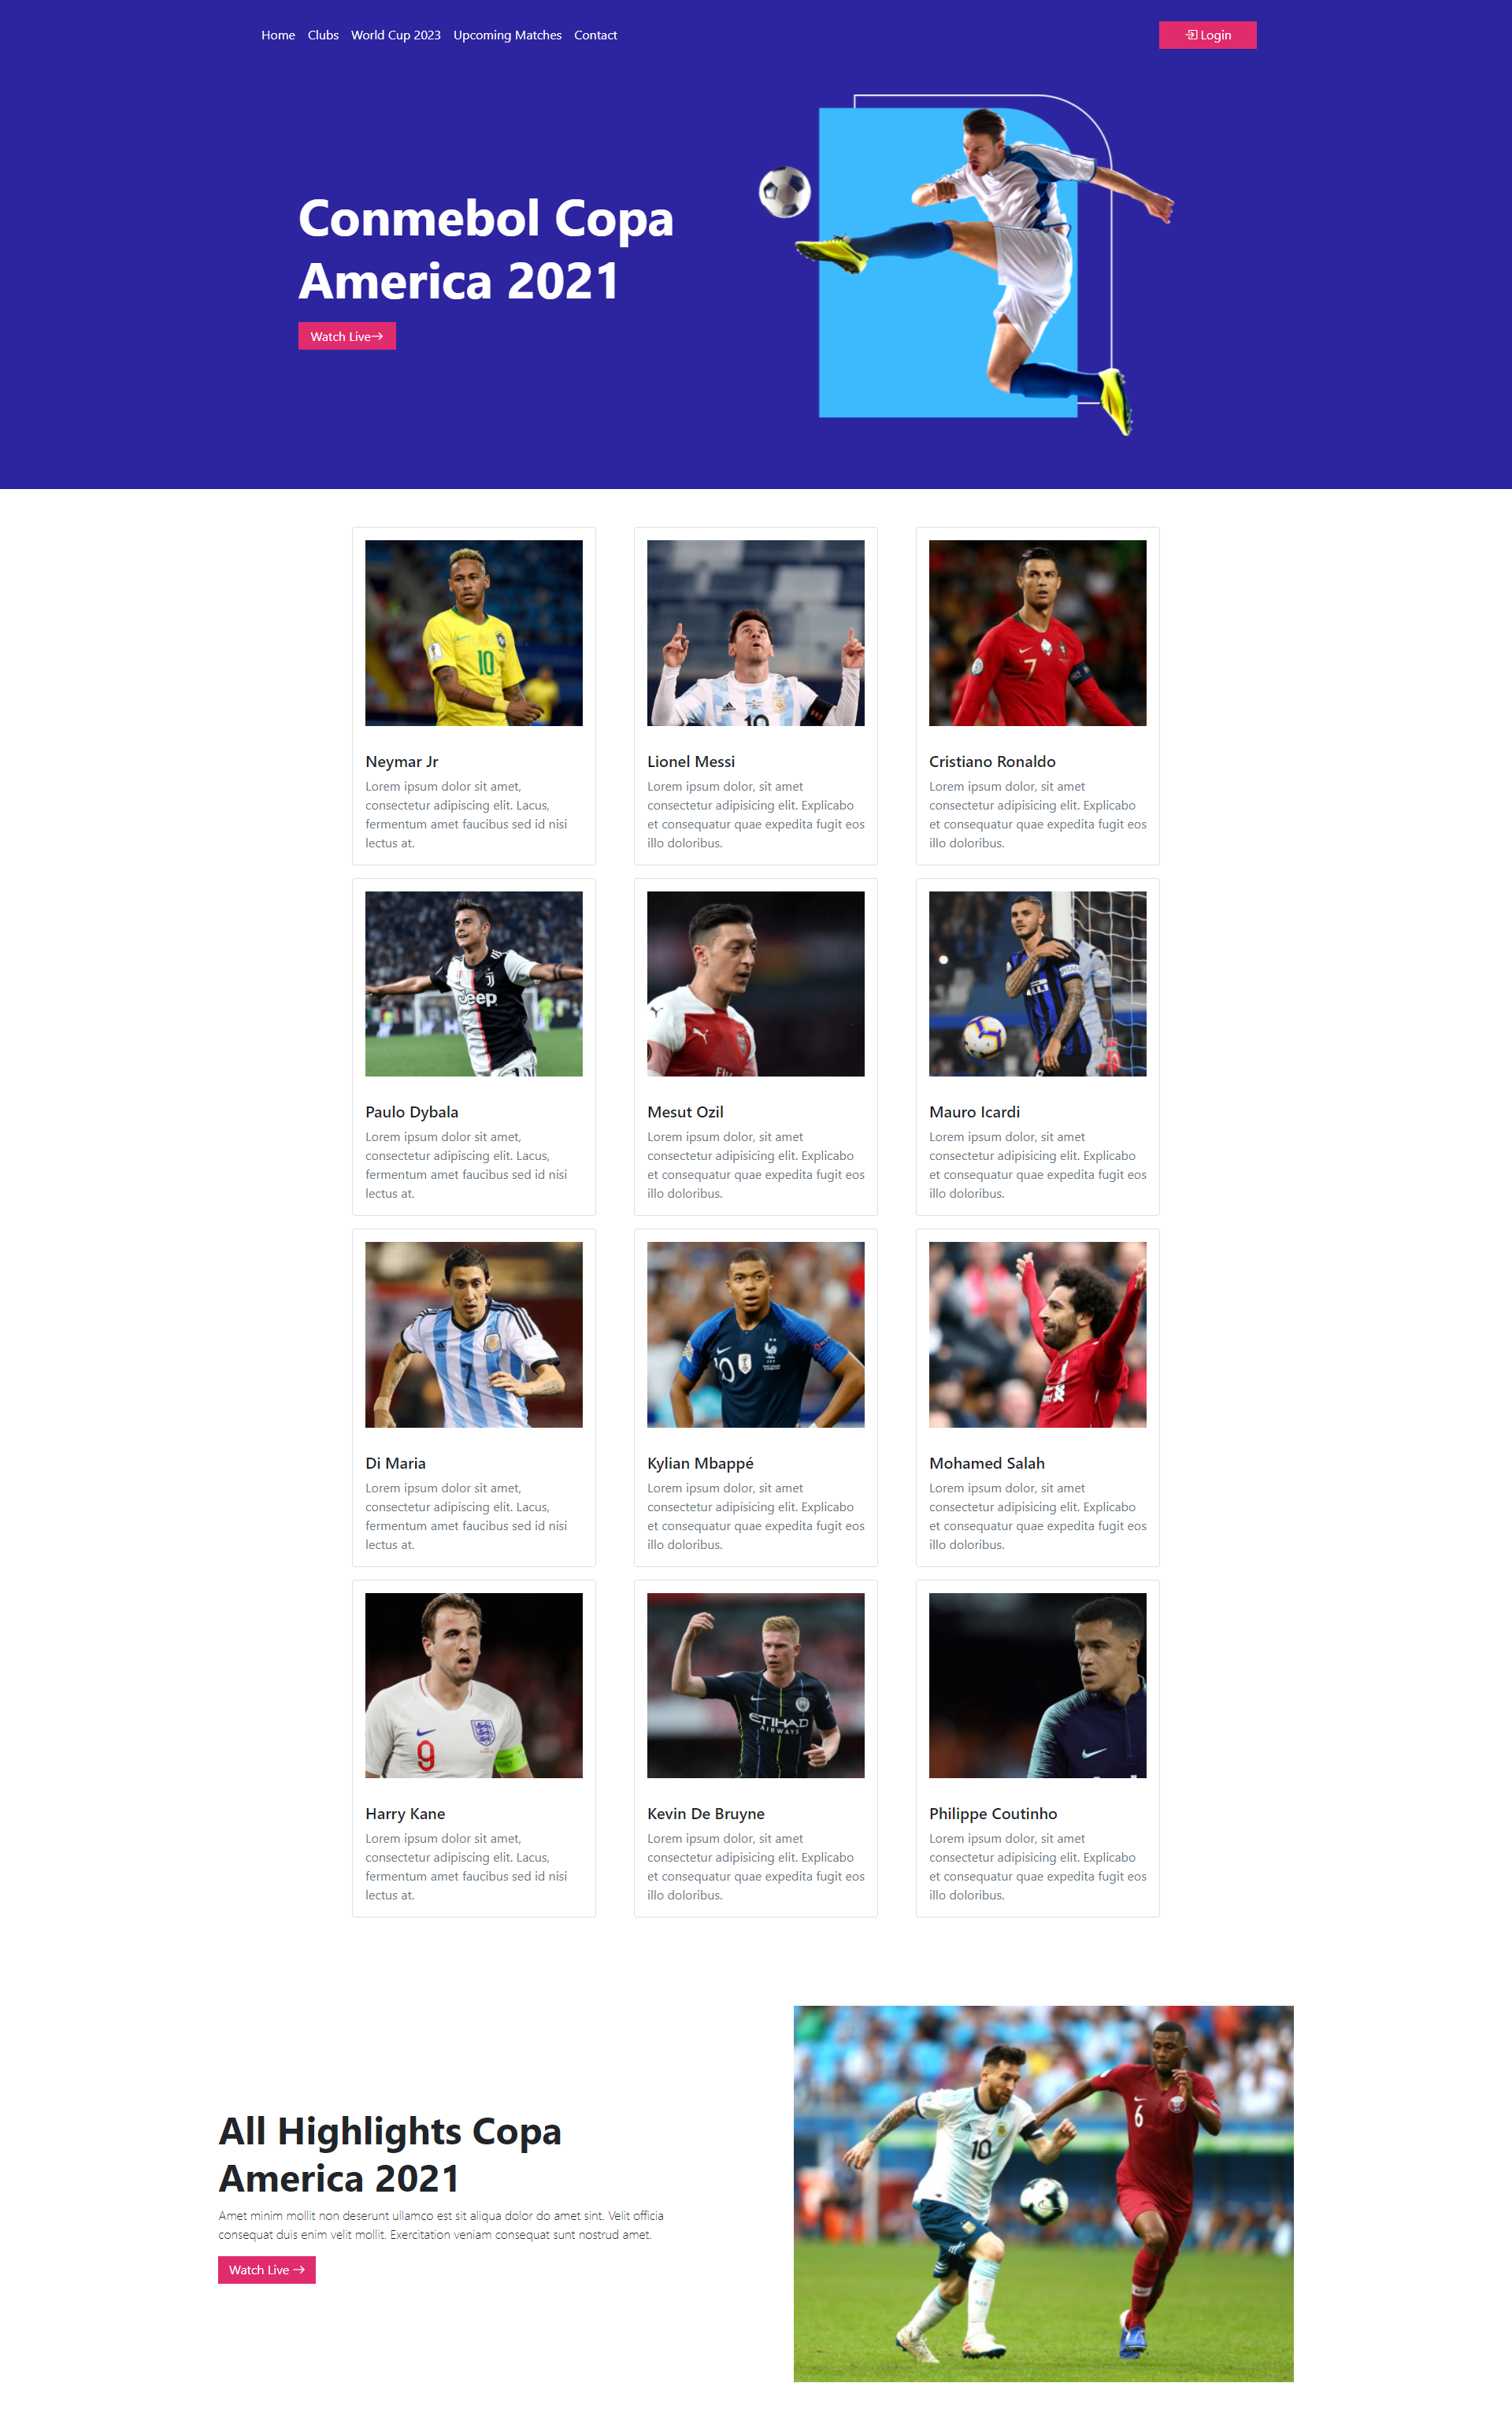 Home Clubs World Cup 2023 Upcoming Matches Contact Login
Conmebol Copa
America 2021
Watch Live→
10
10
7
Neymar Jr
Lorem ipsum dolor sit amet,
consectetur adipiscing elit. Lacus,
fermentum amet faucibus sed id nisi
lectus at.
Lionel Messi
Lorem ipsum dolor, sit amet
consectetur adipisicing elit. Explicabo
et consequatur quae expedita fugit eos
illo doloribus.
Cristiano Ronaldo
Lorem ipsum dolor, sit amet
consectetur adipisicing elit. Explicabo
et consequatur quae expedita fugit eos
illo doloribus.
Jeep
Paulo Dybala
Lorem ipsum dolor sit amet,
consectetur adipiscing elit. Lacus,
fermentum amet faucibus sed id nisi
lectus at.
Mesut Ozil
Lorem ipsum dolor, sit amet
consectetur adipisicing elit. Explicabo
et consequatur quae expedita fugit eos
illo doloribus.
Mauro Icardi
Lorem ipsum dolor, sit amet
consectetur adipisicing elit. Explicabo
et consequatur quae expedita fugit eos
illo doloribus.
7
10
Di Maria
Lorem ipsum dolor sit amet,
consectetur adipiscing elit. Lacus,
fermentum amet faucibus sed id nisi
lectus at.
Kylian Mbappé
Lorem ipsum dolor, sit amet
consectetur adipisicing elit. Explicabo
et consequatur quae expedita fugit eos
illo doloribus.
Mohamed Salah
Lorem ipsum dolor, sit amet
consectetur adipisicing elit. Explicabo
et consequatur quae expedita fugit eos
illo doloribus.
9
ETIHAD
AIRWAYS
Harry Kane
Lorem ipsum dolor sit amet,
consectetur adipiscing elit. Lacus,
fermentum amet faucibus sed id nisi
lectus at.
Kevin De Bruyne
Lorem ipsum dolor, sit amet
consectetur adipisicing elit. Explicabo
et consequatur quae expedita fugit eos
illo doloribus.
Philippe Coutinho
Lorem ipsum dolor, sit amet
consectetur adipisicing elit. Explicabo
et consequatur quae expedita fugit eos
illo doloribus.
All Highlights Copa
America 2021
Amet minim mollit non deserunt ullamco est sit aliqua dolor do amet sint. Velit officia
consequat duis enim velit mollit. Exercitation veniam consequat sunt nostrud amet.
Watch Live →
10
6